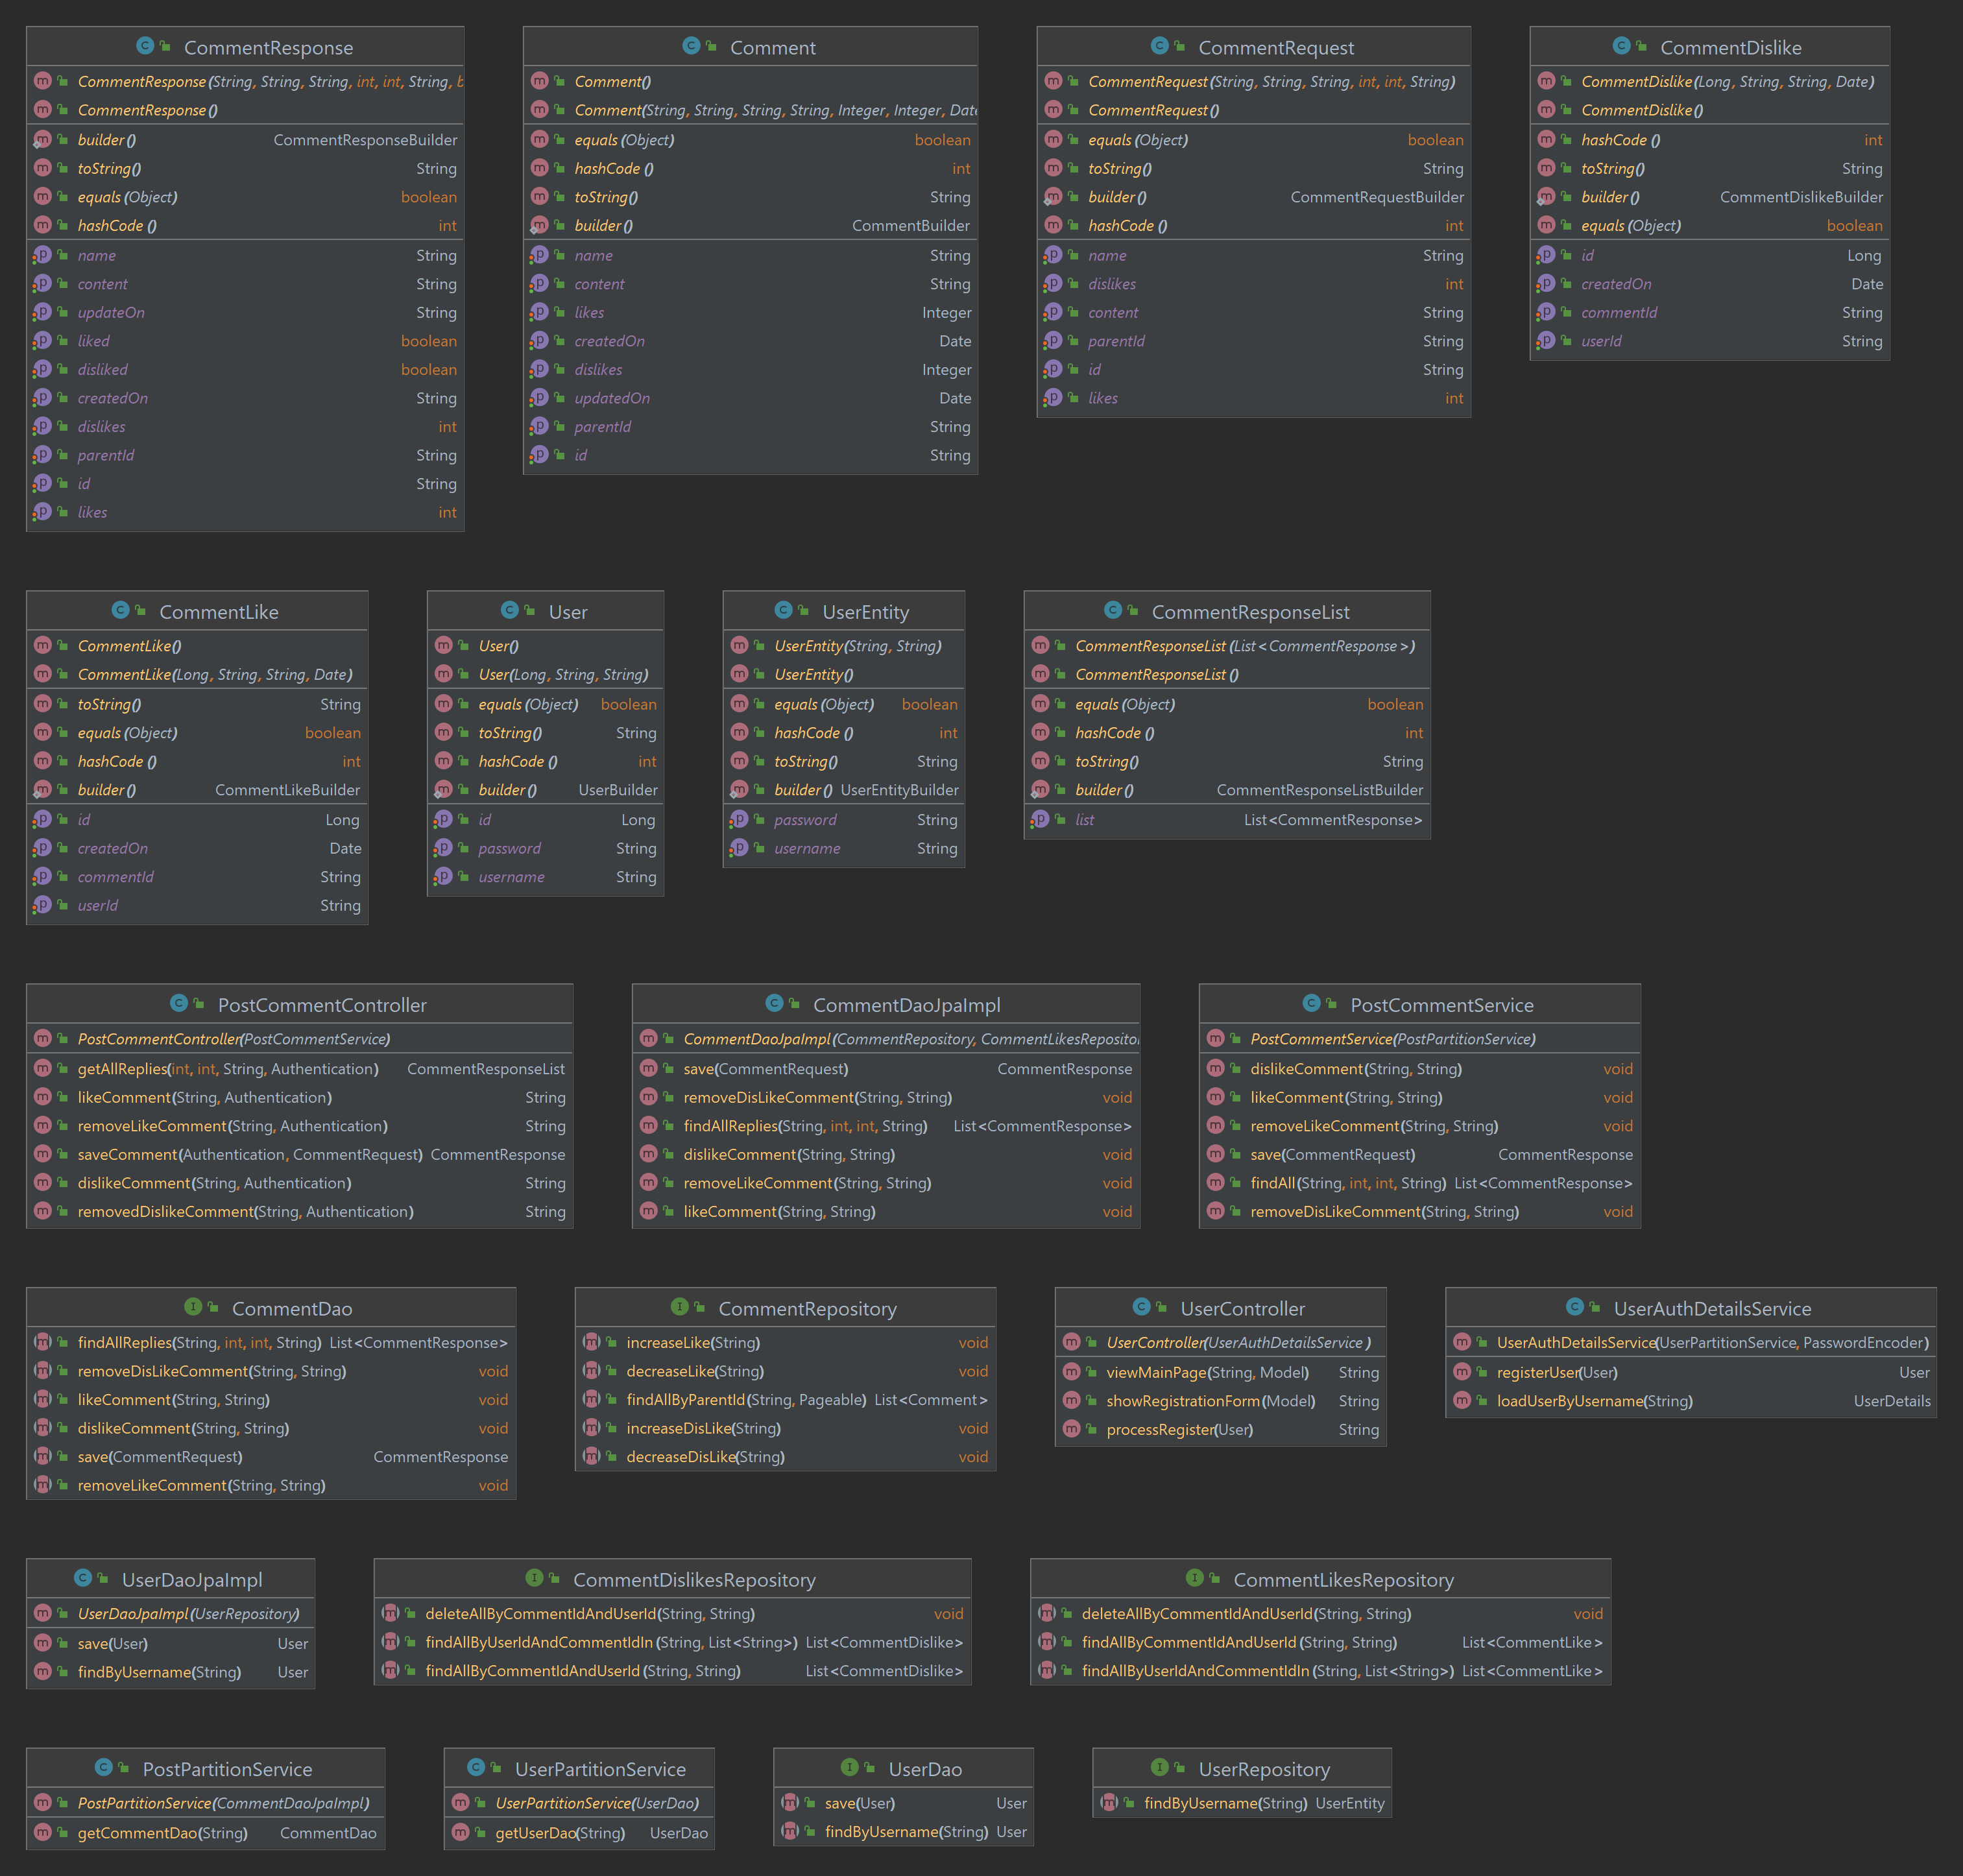 CommentResponse
CommentResponse(String, String, String, int, int, String, b
CommentResponse()
builder() CommentResponseBuilder
toString() String
equals(Object) boolean
hashCode() int
name String
content String
updateOn String
liked boolean
disliked boolean
createdOn String
dislikes int
parentId String
id String
likes int
Comment
Comment()
Comment(String, String, String, String, Integer, Integer, Date
equals(Object) boolean
hashCode() int
toString() String
builder() CommentBuilder
name String
content String
likes Integer
createdOn Date
dislikes Integer
updatedOn Date
parentId String
id String
CommentRequest
CommentRequest(String, String, String, int, int, String)
CommentRequest()
equals(Object) boolean
toString() String
builder() CommentRequestBuilder
hashCode() int
name String
dislikes int
content String
parentId String
id String
likes int
CommentDislike
CommentDislike(Long, String, String, Date)
CommentDislike()
hashCode() int
toString() String
builder() CommentDislikeBuilder
equals(Object) boolean
id Long
createdOn Date
commentId String
userId String
CommentLike
CommentLike()
CommentLike(Long, String, String, Date)
toString() String
equals(Object) boolean
hashCode() int
builder() CommentLikeBuilder
id Long
createdOn Date
commentId String
userId String
User
User()
User(Long, String, String)
equals(Object) boolean
toString() String
hashCode() int
builder() UserBuilder
id Long
password String
username String
UserEntity
UserEntity(String, String)
UserEntity()
equals(Object) boolean
hashCode() int
toString() String
builder() UserEntityBuilder
password String
username String
CommentResponseList
CommentResponseList(List<CommentResponse>)
CommentResponseList()
equals(Object) boolean
hashCode() int
toString() String
builder() CommentResponseListBuilder
list List<CommentResponse>
PostCommentController
PostCommentController(PostCommentService)
getAllReplies(int, int, String, Authentication) CommentResponseList
likeComment(String, Authentication) String
removeLikeComment(String, Authentication) String
saveComment(Authentication, CommentRequest) CommentResponse
dislikeComment(String, Authentication) String
removedDislikeComment(String, Authentication) String
CommentDaoJpaImpl
CommentDaoJpaImpl(CommentRepository, CommentLikesRepositor
save(CommentRequest) CommentResponse
removeDisLikeComment(String, String) void
findAllReplies(String, int, int, String) List<CommentResponse>
dislikeComment(String, String) void
removeLikeComment(String, String) void
likeComment(String, String) void
PostCommentService
PostCommentService(PostPartitionService)
dislikeComment(String, String) void
likeComment(String, String) void
removeLikeComment(String, String) void
save(CommentRequest) CommentResponse
findAll(String, int, int, String) List<CommentResponse>
removeDisLikeComment(String, String) void
CommentDao
findAllReplies(String, int, int, String) List<CommentResponse>
removeDisLikeComment(String, String) void
likeComment(String, String) void
dislikeComment(String, String) void
save(CommentRequest) CommentResponse
removeLikeComment(String, String) void
CommentRepository
increaseLike(String) void
decreaseLike(String) void
findAllByParentId(String, Pageable) List<Comment>
increaseDisLike(String) void
decreaseDisLike(String) void
UserController
UserController(UserAuthDetailsService)
viewMainPage(String, Model) String
showRegistrationForm(Model) String
processRegister(User) String
UserAuthDetailsService
UserAuthDetailsService(UserPartitionService, PasswordEncoder)
registerUser(User) User
loadUserByUsername(String) UserDetails
UserDaoJpaImpl
UserDaoJpaImpl(UserRepository)
save(User) User
findByUsername(String) User
CommentDislikesRepository
deleteAllByCommentIdAndUserId(String, String) void
findAllByUserIdAndCommentIdIn(String, List<String>) List<CommentDislike>
findAllByCommentIdAndUserId(String, String) List<CommentDislike>
CommentLikesRepository
deleteAllByCommentIdAndUserId(String, String) void
findAllByCommentIdAndUserId(String, String) List<CommentLike>
findAllByUserIdAndCommentIdIn(String, List<String>) List<CommentLike>
PostPartitionService
PostPartitionService(CommentDaoJpaImpl)
getCommentDao(String) CommentDao
UserPartitionService
UserPartitionService(UserDao)
getUserDao(String) UserDao
UserDao
save(User) User
findByUsername(String) User
UserRepository
findByUsername(String) UserEntity